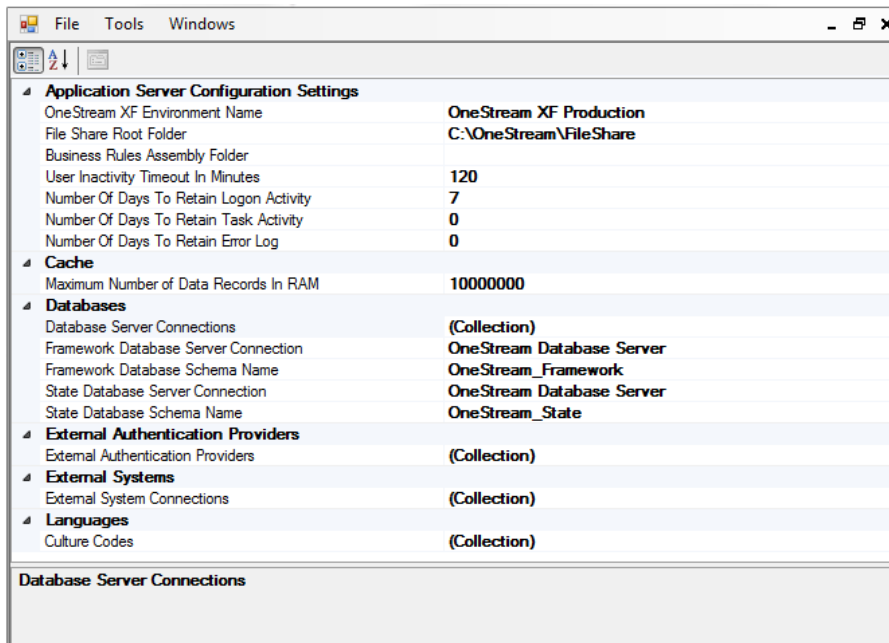 File Tools Windows
Application Server Configuration Settings
OneStream XF Environment Name OneStream XF Production
File Share Root Folder C:\OneStream\FileShare
Business Rules Assembly Folder
User Inactivity Timeout In Minutes 120
Number Of Days To Retain Logon Activity 7
Number Of Days To Retain Task Activity 0
Number Of Days To Retain Error Log 0
Cache
Maximum Number of Data Records In RAM 10000000
Databases
Database Server Connections (Collection)
Framework Database Server Connection OneStream Database Server
Framework Database Schema Name OneStream_Framework
State Database Server Connection OneStream Database Server
State Database Schema Name OneStream_State
External Authentication Providers
External Authentication Providers (Collection)
External Systems
External System Connections (Collection)
Languages
Culture Codes (Collection)
Database Server Connections